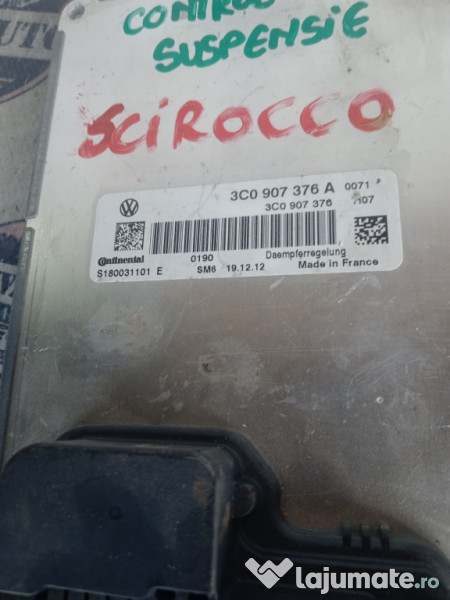 CONTROL
SUSPENSIE
SCIROCCO
3C0 907 376 A 0071
3C0 907 376 H07
Continental 0190 Daempferregelung
S180031101 E SM6 19.12.12 Made in France
lajumate.ro